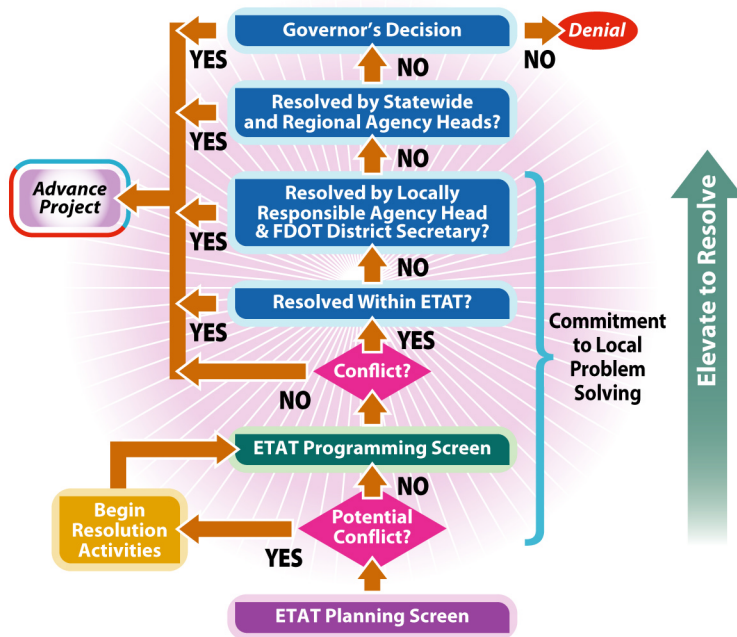 Governor's Decision
Denial
YES
NO
NO
Resolved by Statewide
and Regional Agency Heads?
YES
NO
Advance
Project
Resolved by Locally
Responsible Agency Head
& FDOT District Secretary?
YES
NO
Resolved Within ETAT?
YES
YES
Conflict?
NO
Commitment
to Local
Problem
Solving
Elevate to Resolve
ETAT Programming Screen
NO
Begin
Resolution
Activities
Potential
Conflict?
YES
ETAT Planning Screen